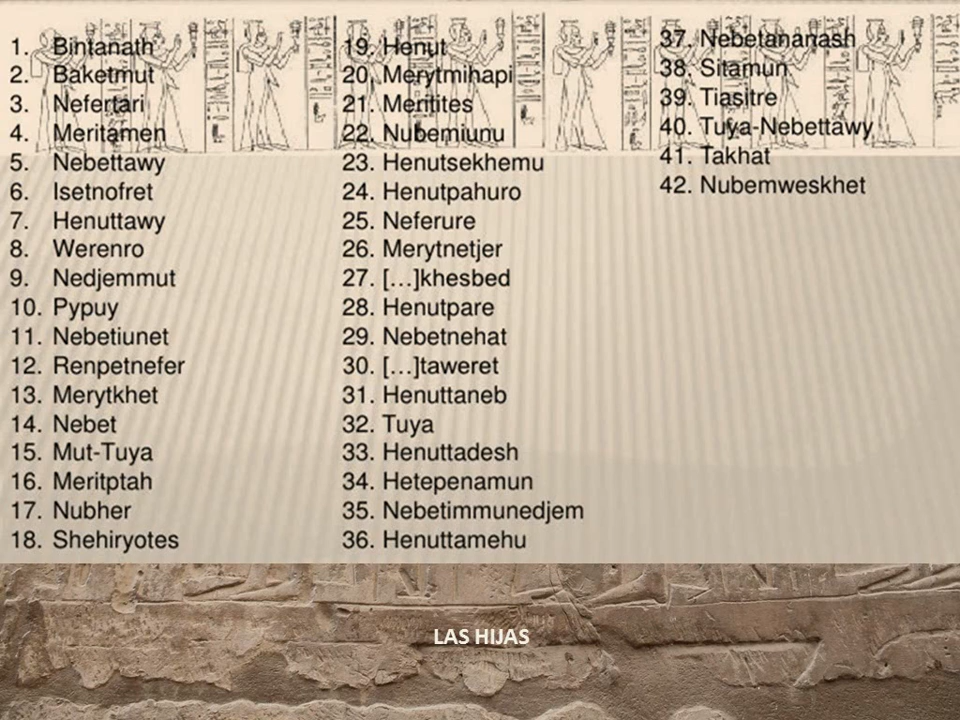 1. Bintanath
2. Baketmut
3. Nefertari
4. Meritamen
5. Nebettawy
6. Isetnofret
7. Henuttawy
8. Werenro
9. Nedjemmut
10. Pypuy
11. Nebetiunet
12. Renpetnefer
13. Merytkhet
14. Nebet
15. Mut-Tuya
16. Meritptah
17. Nubher
18. Shehiryotes
19. Henut
20. Merytmihapi
21. Meritites
22. Nubemiunu
23. Henutsekhemu
24. Henutpahuro
25. Neferure
26. Merytnetjer
27. [...]khesbed
28. Henutpare
29. Nebetnehat
30. [...]taweret
31. Henuttaneb
32. Tuya
33. Henuttadesh
34. Hetepenamun
35. Nebetimmunedjem
36. Henuttamehu
37. Nebetananash
38. Sitamun
39. Tiasitre
40. Tuya-Nebettawy
41. Takhat
42. Nubemweskhet
LAS HIJAS